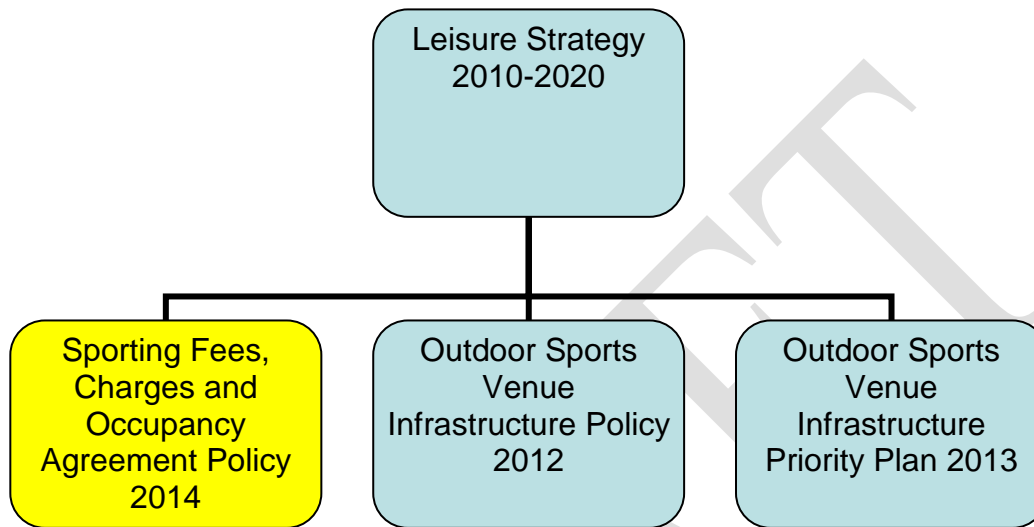 Leisure Strategy
2010-2020
Sporting Fees,
Charges and
Occupancy
Agreement Policy
2014
Outdoor Sports
Venue
Infrastructure Policy
2012
Outdoor Sports
Venue
Infrastructure
Priority Plan 2013